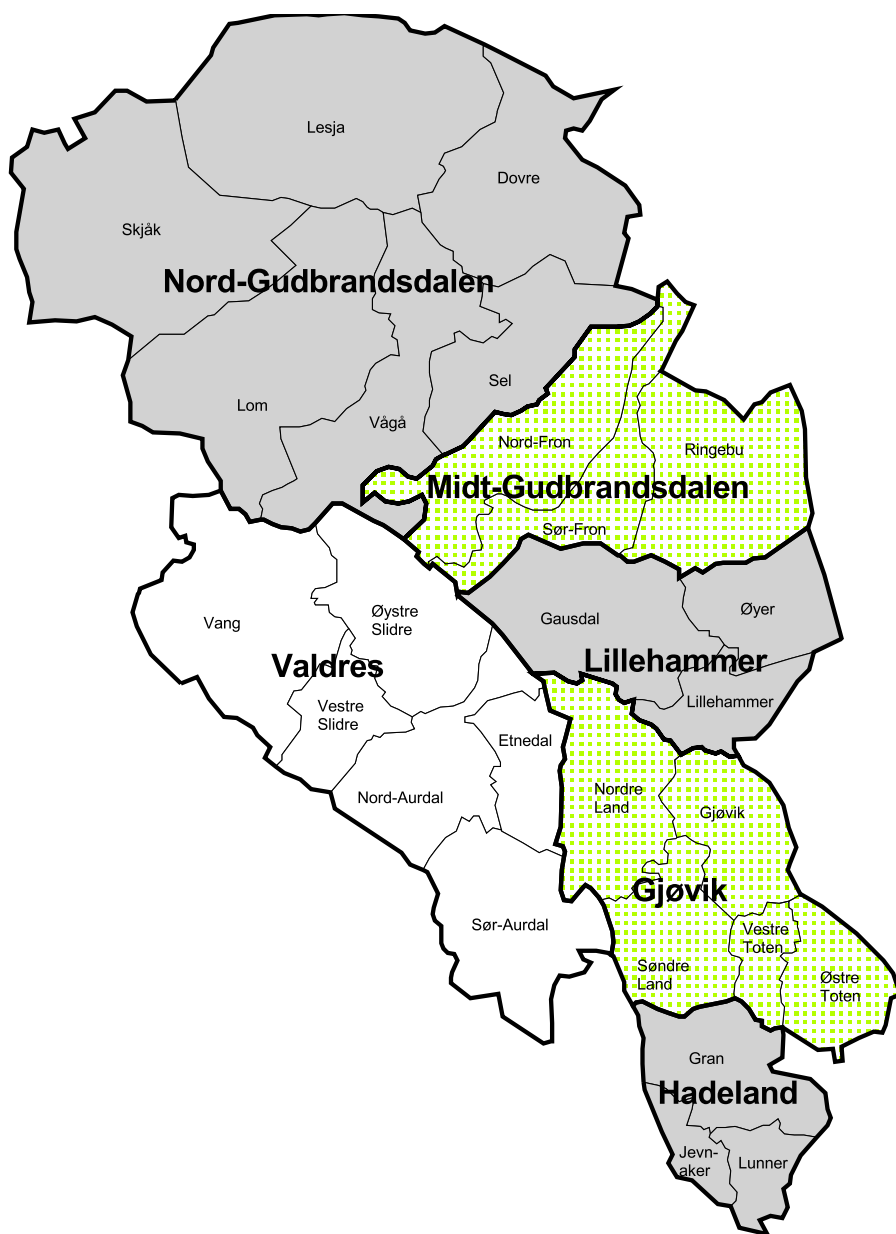 Lesja
Dovre
Skjåk
Nord-Gudbrandsdalen
Sel
Lom
Vågå
Nord-Fron
Ringebu
Midt-Gudbrandsdalen
Sør-Fron
Øystre
Slidre
Gausdal
Øyer
Vang
Valdres
Lillehammer
Vestre
Slidre
Lillehammer
Etnedal
Nord-Aurdal
Nordre
Land
Gjøvik
Gjøvik
Sør-Aurdal
Vestre
Toten
Søndre
Land
Østre
Toten
Gran
Hadeland
Jevn-
aker
Lunner